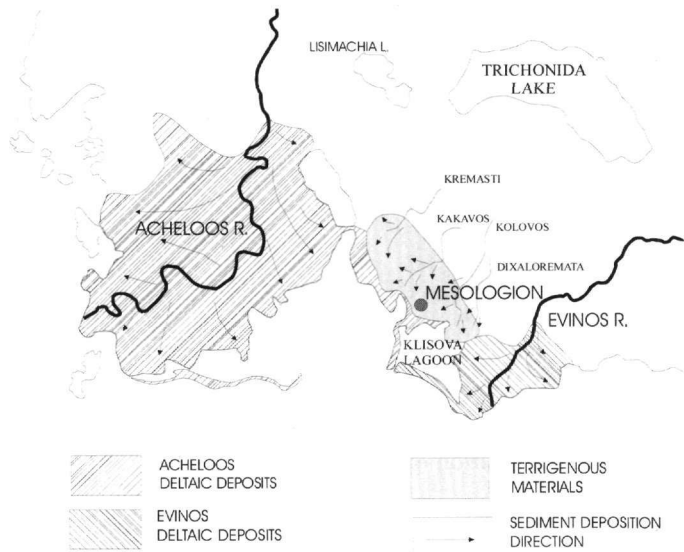 LISIMACHIA L.
TRICHONIDA
LAKE
KREMASTI
KAKAVOS
KOLOVOS
ACHELOOS R.
DIXALOREMATA
MESOLOGION
EVINOS R.
KLISOVA
LAGOON
ACHELOOS
DELTAIC DEPOSITS
EVINOS
DELTAIC DEPOSITS
TERRIGENOUS
MATERIALS
SEDIMENT DEPOSITION
DIRECTION